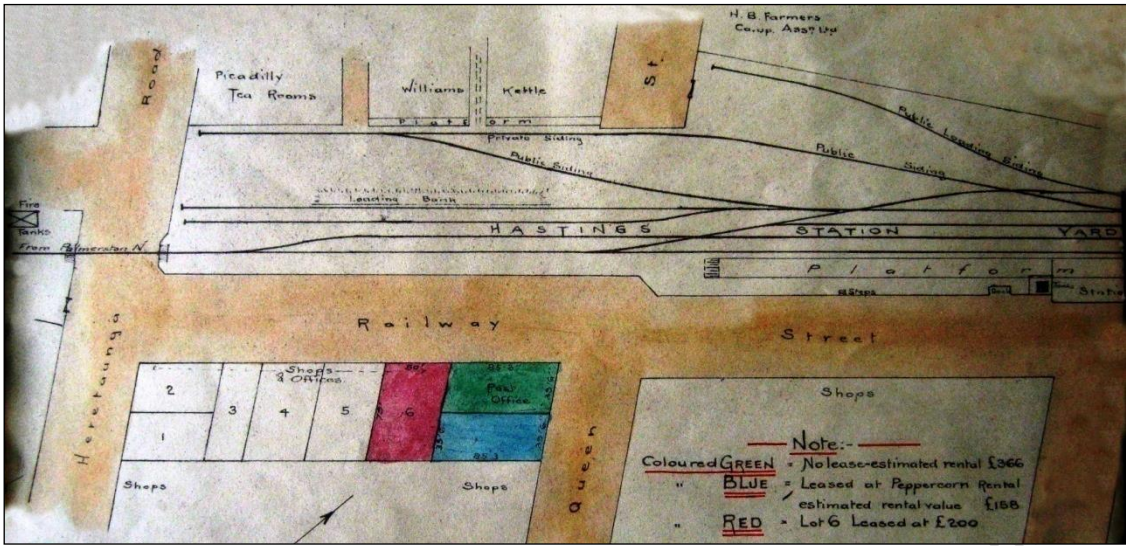 H. B. Farmers
Co.up. Assn Ltd
Road
Picadilly
Tea Rooms
Williams Kettle
St.
Platform
Private Siding
Public Siding
Public Siding
Public Loading Siding
Loading Bank
Fire
Tanks
From Palmerston N.
HASTINGS STATION YARD
Platform
Steps
Station
Heretaunga
Railway Street
Shops
& Offices
2
3
4
5
6
1
Post
Office
Queen
Shops
Shops
Shops
Note:-
Coloured GREEN = No lease-estimated rental £366
" BLUE = Leased at Peppercorn Rental
estimated rental value £158
" RED = Lot 6 Leased at £200